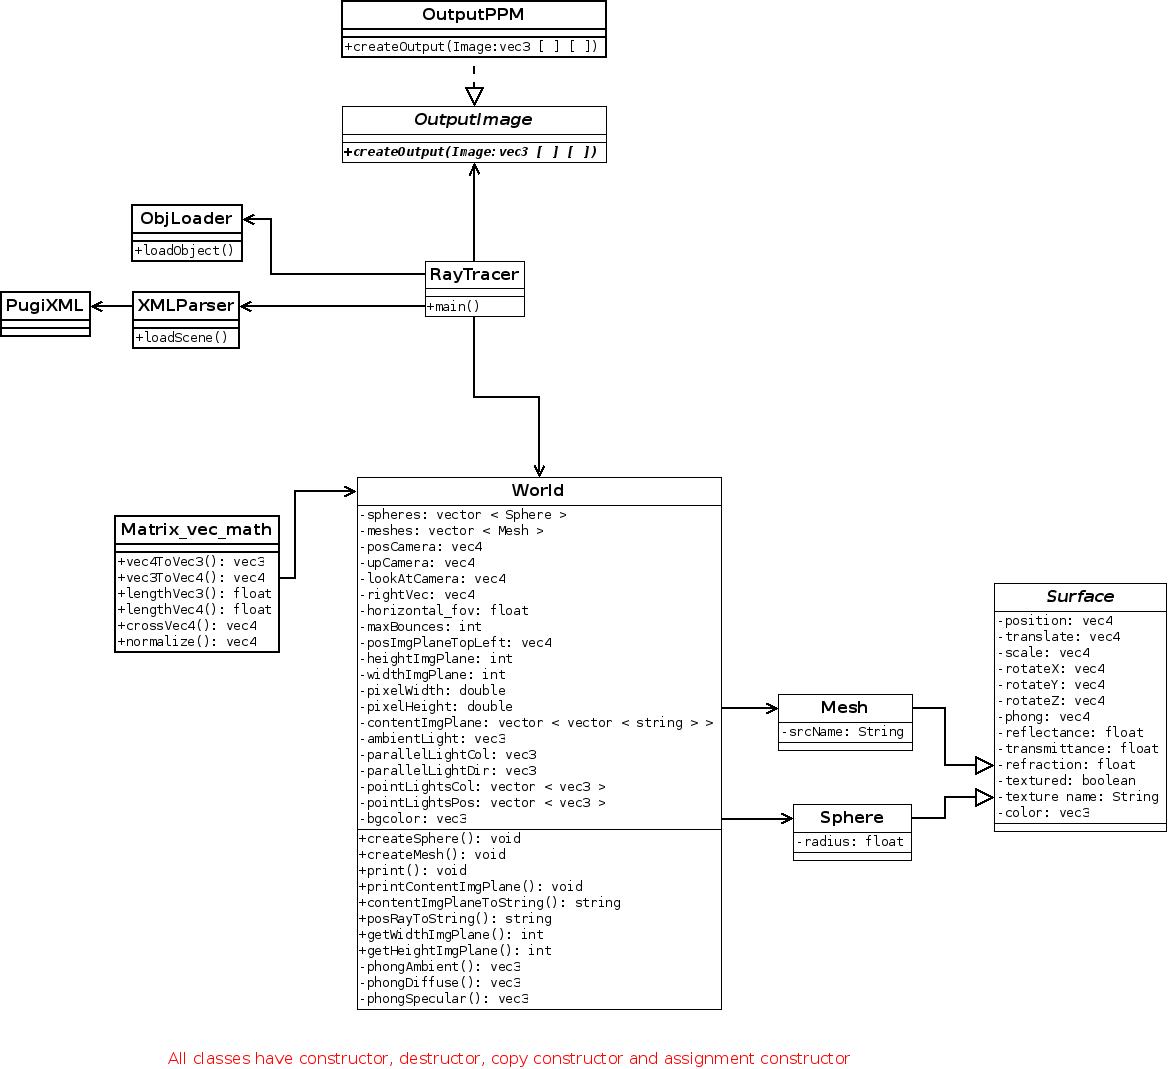 OutputPPM
+createOutput(Image:vec3 [ ] [ ])
OutputImage
+createOutput(Image:vec3 [ ] [ ])
ObjLoader
+loadObject()
RayTracer
+main()
PugiXML
XMLParser
+loadScene()
Matrix_vec_math
+vec4ToVec3(): vec3
+vec3ToVec4(): vec4
+lengthVec3(): float
+lengthVec4(): float
+crossVec4(): vec4
+normalize(): vec4
World
-spheres: vector < Sphere >
-meshes: vector < Mesh >
-posCamera: vec4
-upCamera: vec4
-lookAtCamera: vec4
-rightVec: vec4
-horizontal_fov: float
-maxBounces: int
-posImgPlaneTopLeft: vec4
-heightImgPlane: int
-widthImgPlane: int
-pixelWidth: double
-pixelHeight: double
-contentImgPlane: vector < vector < string > >
-ambientLight: vec3
-parallelLightCol: vec3
-parallelLightDir: vec3
-pointLightsCol: vector < vec3 >
-pointLightsPos: vector < vec3 >
-bgcolor: vec3
+createSphere(): void
+createMesh(): void
+print(): void
+printContentImgPlane(): void
+contentImgPlaneToString(): string
+posRayToString(): string
+getWidthImgPlane(): int
+getHeightImgPlane(): int
-phongAmbient(): vec3
-phongDiffuse(): vec3
-phongSpecular(): vec3
Mesh
-srcName: String
Sphere
-radius: float
Surface
-position: vec4
-translate: vec4
-scale: vec4
-rotateX: vec4
-rotateY: vec4
-rotateZ: vec4
-phong: vec4
-reflectance: float
-transmittance: float
-refraction: float
-textured: boolean
-texture name: String
-color: vec3
All classes have constructor, destructor, copy constructor and assignment constructor